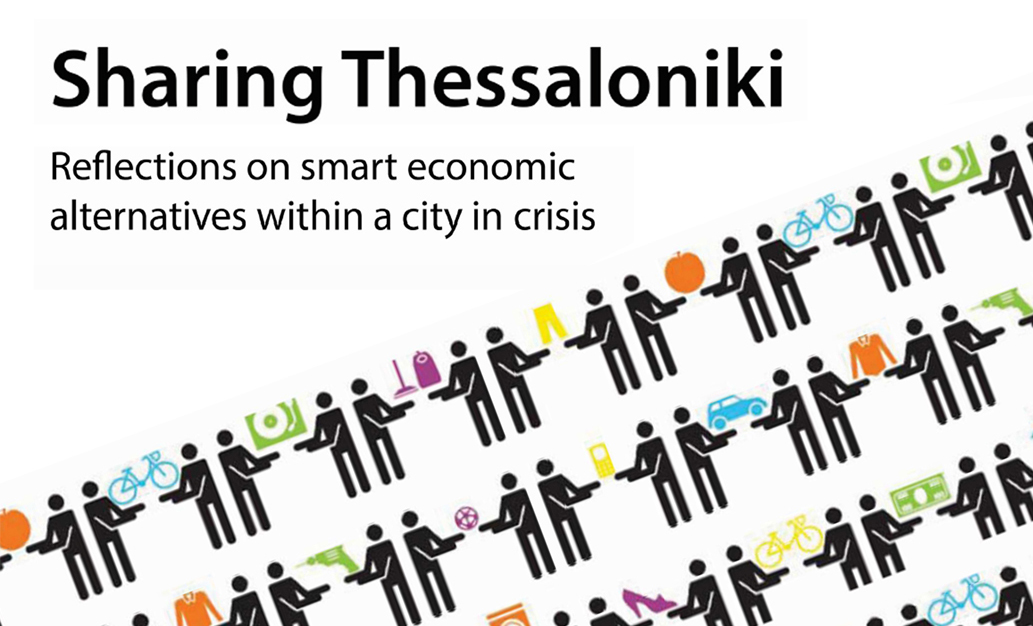 Sharing Thessaloniki
Reflections on smart economic
alternatives within a city in crisis